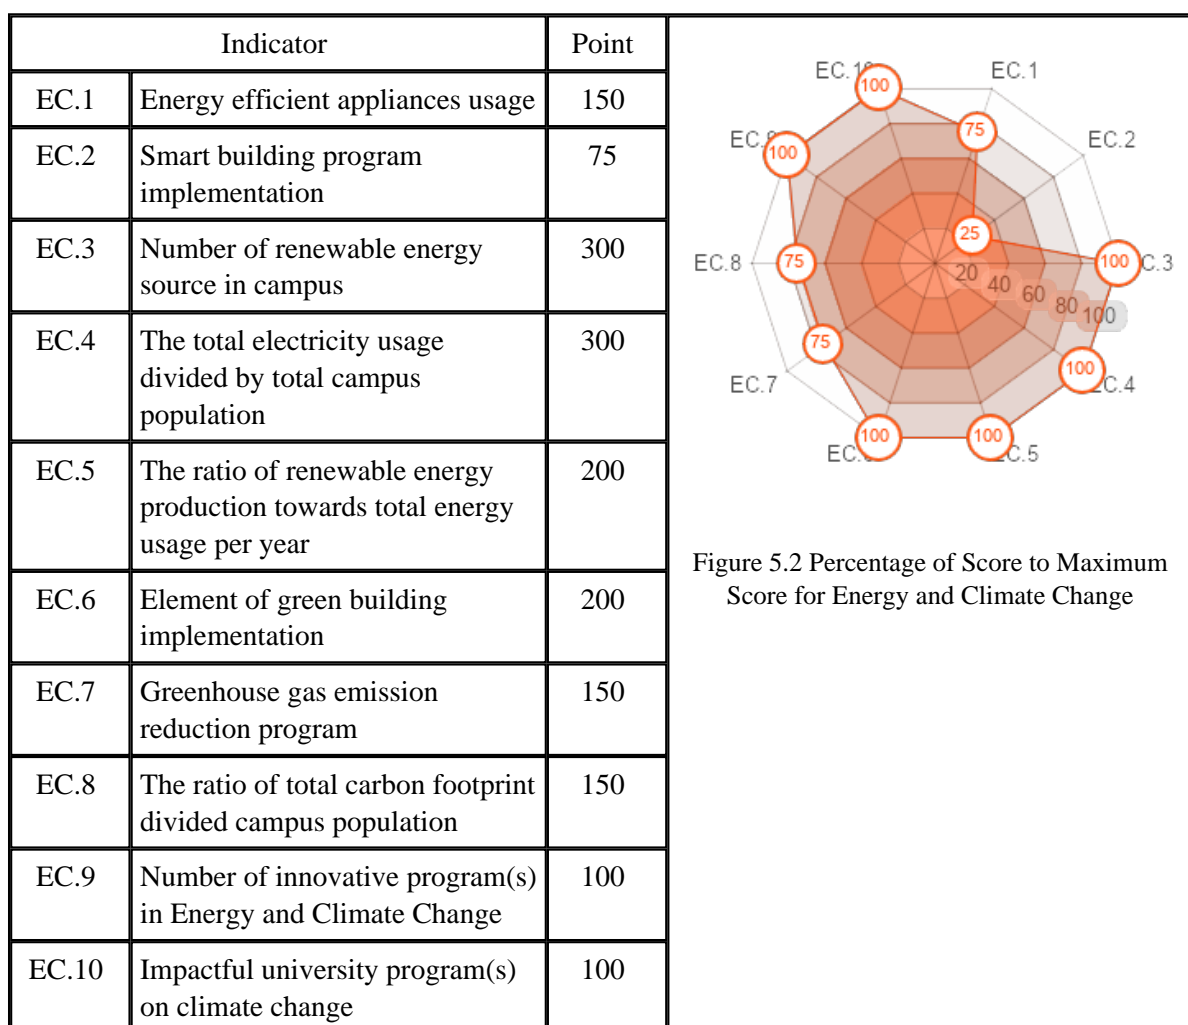 Indicator Point
EC.1 Energy efficient appliances usage 150
EC.2 Smart building program 75
implementation
EC.3 Number of renewable energy 300
source in campus
EC.4 The total electricity usage 300
divided by total campus
population
EC.5 The ratio of renewable energy 200
production towards total energy
usage per year
EC.6 Element of green building 200
implementation
EC.7 Greenhouse gas emission 150
reduction program
EC.8 The ratio of total carbon footprint 150
divided campus population
EC.9 Number of innovative program(s) 100
in Energy and Climate Change
EC.10 Impactful university program(s) 100
on climate change
EC.1
100
75
EC.2
100
25
EC.8
75
100
20
40
60
80
100
75
100
EC.7
100
100
Figure 5.2 Percentage of Score to Maximum
Score for Energy and Climate Change